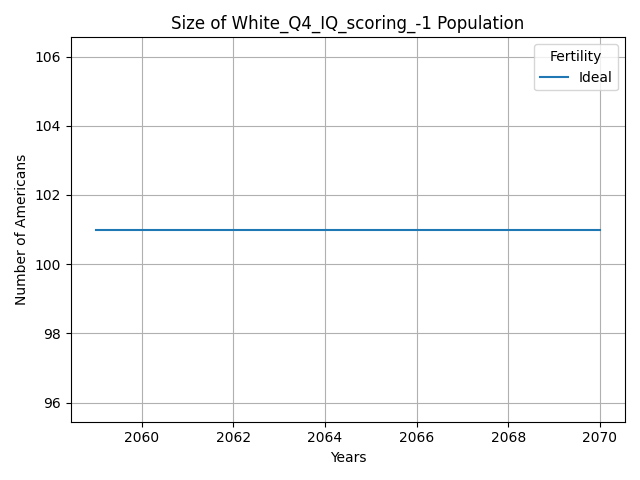 Size of White_Q4_IQ_scoring_-1 Population
Fertility
Ideal
Number of Americans
106
104
102
100
98
96
2060 2062 2064 2066 2068 2070
Years